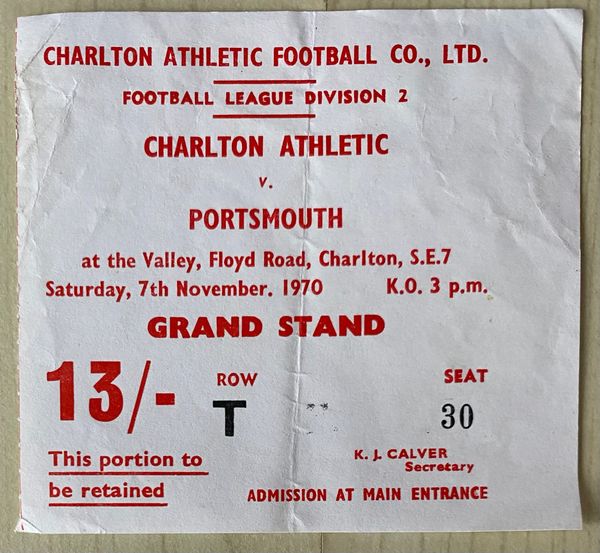 CHARLTON ATHLETIC FOOTBALL CO., LTD.
FOOTBALL LEAGUE DIVISION 2
CHARLTON ATHLETIC
v.
PORTSMOUTH
at the Valley, Floyd Road, Charlton, S.E.7
Saturday, 7th November. 1970 K.O. 3 p.m.
GRAND STAND
13/- ROW SEAT
T 30
This portion to K. J. CALVER
Secretary
be retained ADMISSION AT MAIN ENTRANCE